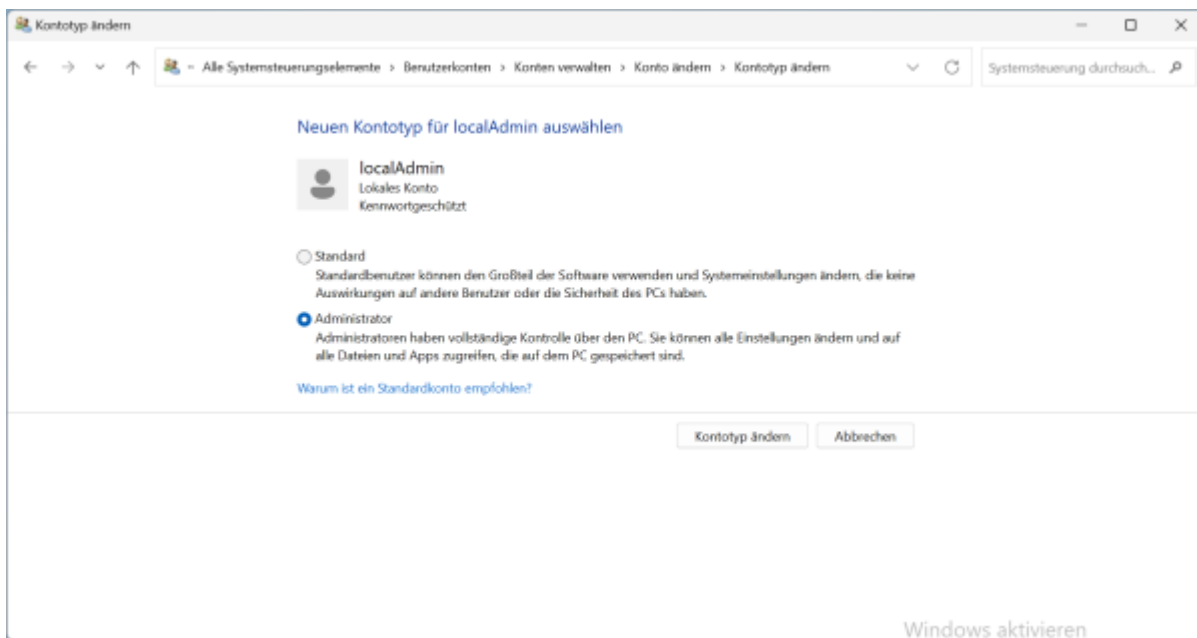 Kontotyp ändern
Alle Systemsteuerungselemente > Benutzerkonten > Konten verwalten > Konto ändern > Kontotyp ändern
Systemsteuerung durchsuch...
Neuen Kontotyp für localAdmin auswählen
localAdmin
Lokales Konto
Kennwortgeschützt
Standard
Standardbenutzer können den Großteil der Software verwenden und Systemeinstellungen ändern, die keine
Auswirkungen auf andere Benutzer oder die Sicherheit des PCs haben.
Administrator
Administratoren haben vollständige Kontrolle über den PC. Sie können alle Einstellungen ändern und auf
alle Dateien und Apps zugreifen, die auf dem PC gespeichert sind.
Warum ist ein Standardkonto empfohlen?
Kontotyp ändern
Abbrechen
Windows aktivieren